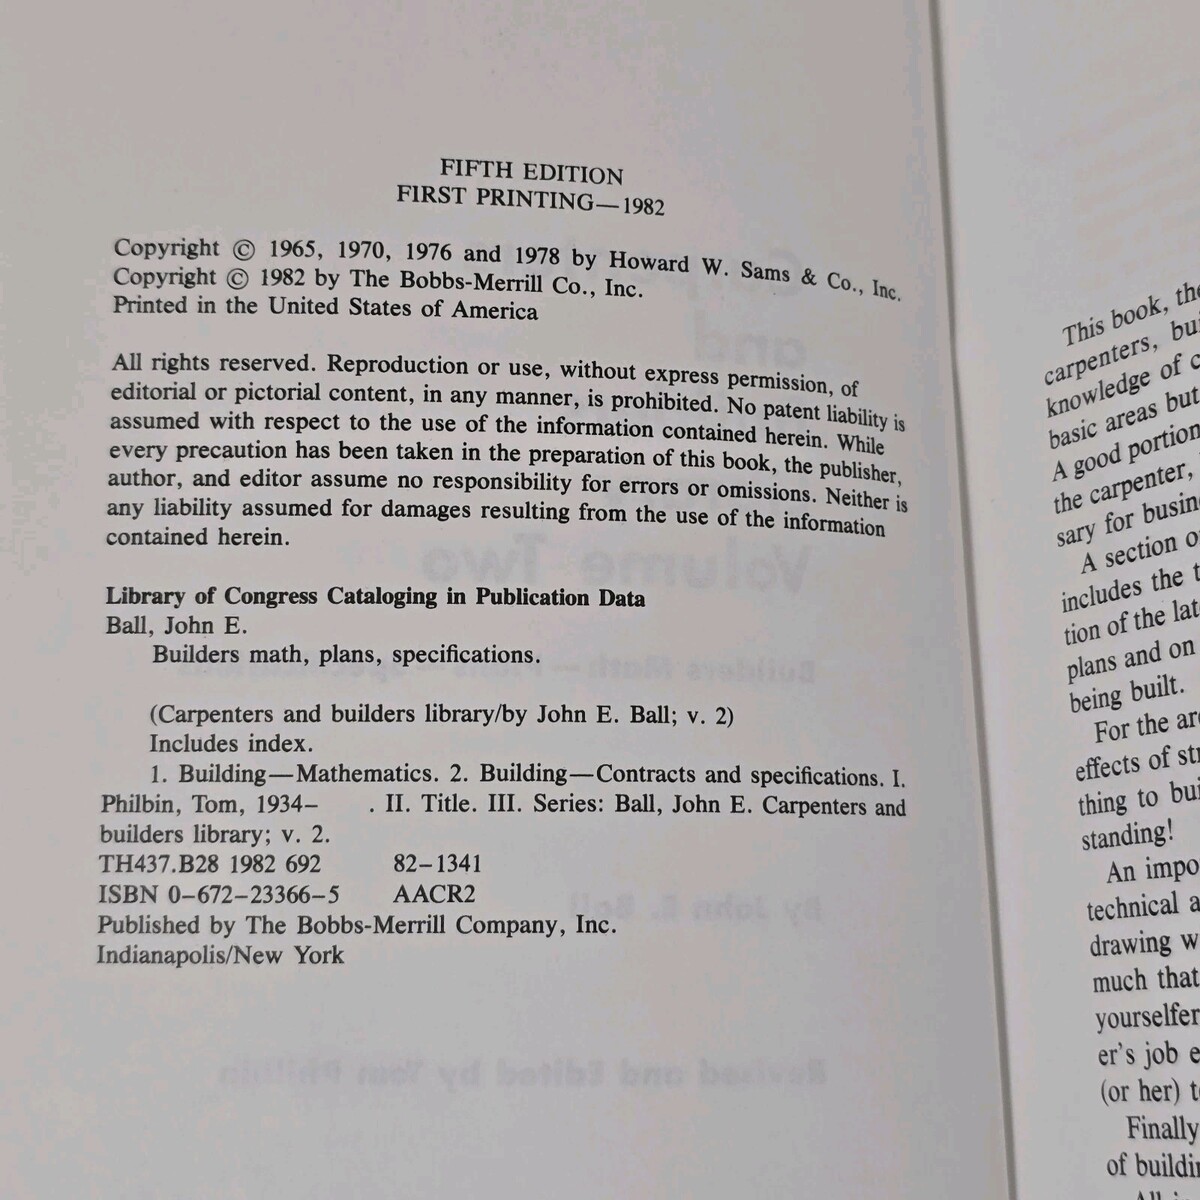 FIFTH EDITION
FIRST PRINTING—1982
Copyright © 1965, 1970, 1976 and 1978 by Howard W. Sams & Co., Inc.
Copyright © 1982 by The Bobbs-Merrill Co., Inc.
Printed in the United States of America
All rights reserved. Reproduction or use, without express permission, of
editorial or pictorial content, in any manner, is prohibited. No patent liability is
assumed with respect to the use of the information contained herein. While
every precaution has been taken in the preparation of this book, the publisher,
author, and editor assume no responsibility for errors or omissions. Neither is
any liability assumed for damages resulting from the use of the information
contained herein.
Library of Congress Cataloging in Publication Data
Ball, John E.
Builders math, plans, specifications.
(Carpenters and builders library/by John E. Ball; v. 2)
Includes index.
1. Building—Mathematics. 2. Building—Contracts and specifications. I.
Philbin, Tom, 1934– . II. Title. III. Series: Ball, John E. Carpenters and
builders library; v. 2.
TH437.B28 1982 692 82–1341
ISBN 0–672–23366–5 AACR2
Published by The Bobbs-Merrill Company, Inc.
Indianapolis/New York
This book, the
carpenters,
knowledge of
basic areas but
A good portion
the carpenter,
sary for
A section
includes the
tion of the
plans and on
being built.
For the
effects of
thing to
standing!
An
technical
drawing
much that
yourselfer
er's job
(or her)
Finally
of